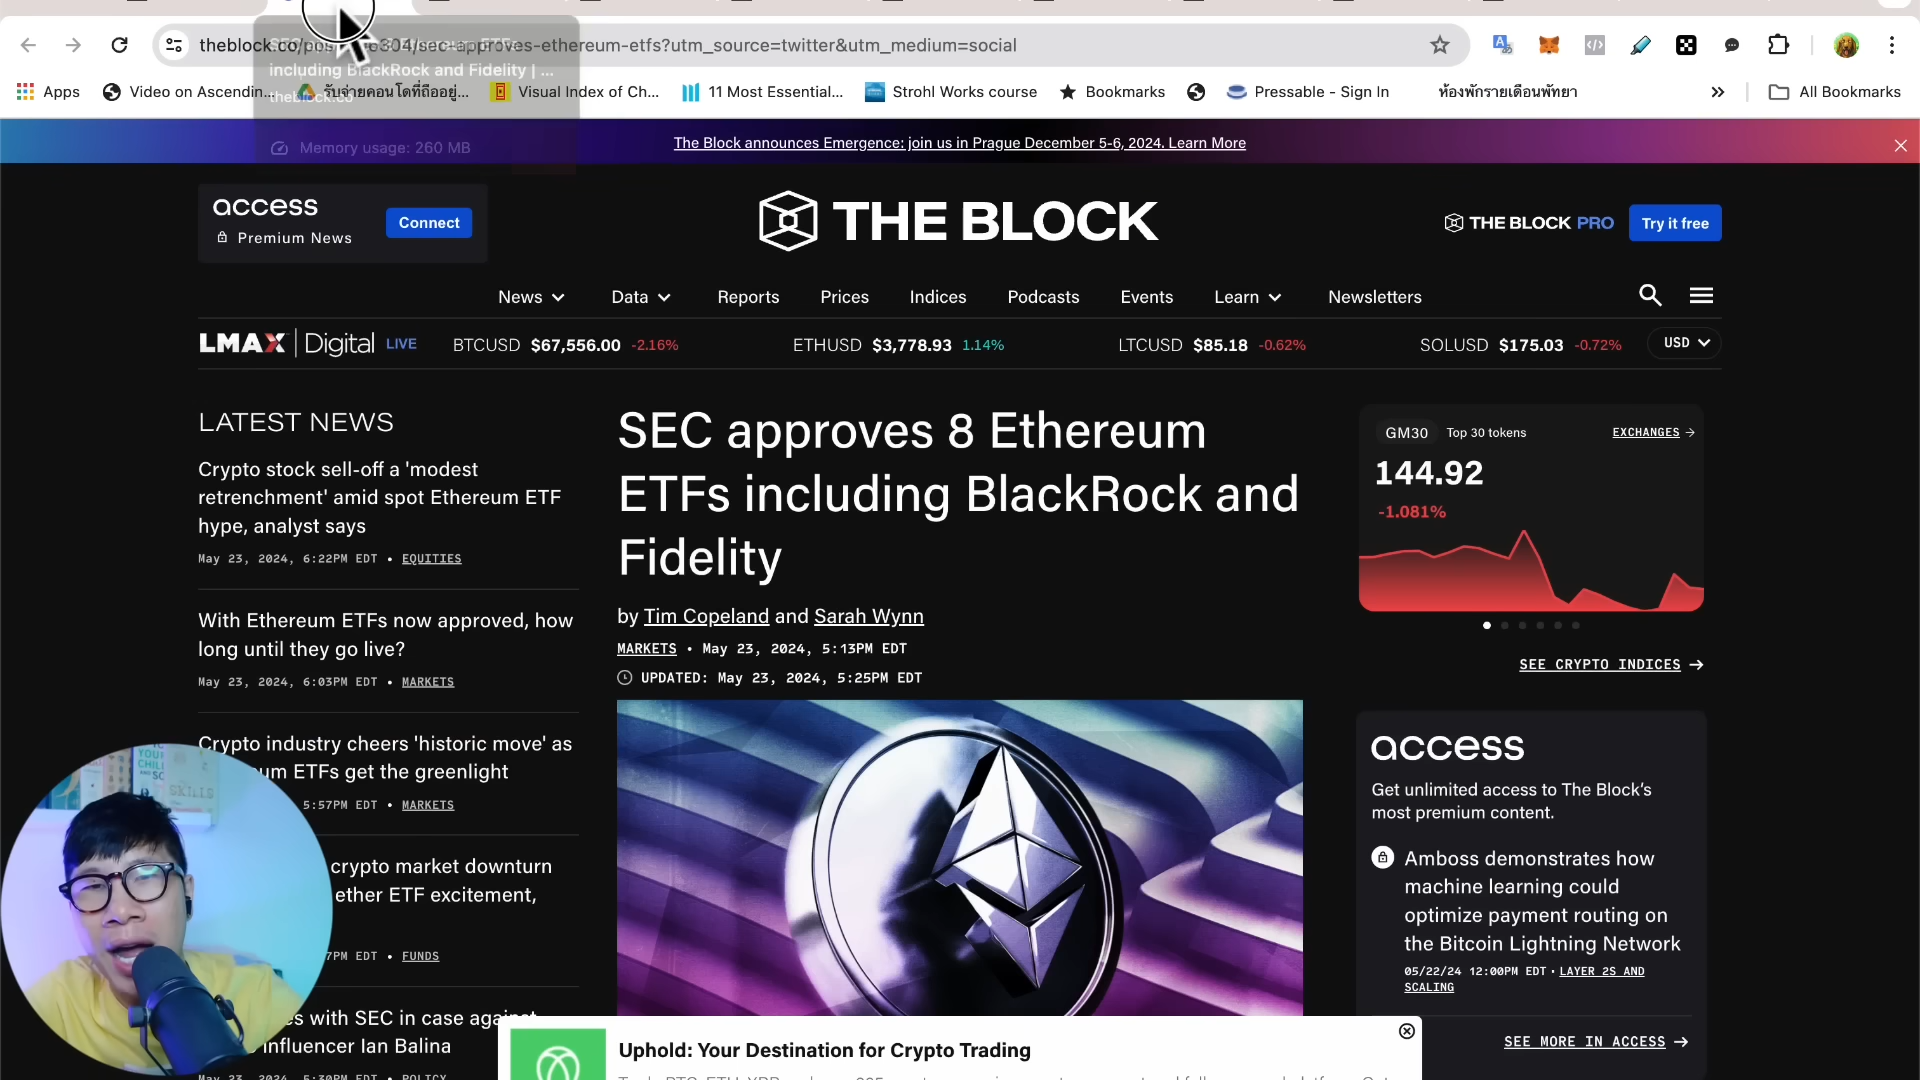 theblock.co/
approves-ethereum-etfs?utm_source=twitter&utm_medium=social
including BlackRock and Fidelity | ...
theblock.co
Memory usage: 260 MB
Apps
Video on Ascendin...
รับจ่ายคอนโดที่ถืออยู่...
Visual Index of Ch...
11 Most Essential...
Strohl Works course
Bookmarks
Pressable - Sign In
ห้องพักรายเดือนพัทยา
All Bookmarks
The Block announces Emergence: join us in Prague December 5-6, 2024. Learn More
access
Premium News
Connect
THE BLOCK
THE BLOCK PRO
Try it free
News
Data
Reports
Prices
Indices
Podcasts
Events
Learn
Newsletters
LMAX Digital LIVE
BTCUSD $67,556.00 -2.16%
ETHUSD $3,778.93 1.14%
LTCUSD $85.18 -0.62%
SOLUSD $175.03 -0.72%
USD
LATEST NEWS
Crypto stock sell-off a 'modest
retrenchment' amid spot Ethereum ETF
hype, analyst says
May 23, 2024, 6:22PM EDT • EQUITIES
With Ethereum ETFs now approved, how
long until they go live?
May 23, 2024, 6:03PM EDT • MARKETS
Crypto industry cheers 'historic move' as
ETFs get the greenlight
5:57PM EDT • MARKETS
crypto market downturn
ether ETF excitement,
PM EDT • FUNDS
with SEC in case against
influencer Ian Balina
May 23, 2024, 5:30PM EDT • POLICY
SEC approves 8 Ethereum
ETFs including BlackRock and
Fidelity
by Tim Copeland and Sarah Wynn
MARKETS • May 23, 2024, 5:13PM EDT
UPDATED: May 23, 2024, 5:25PM EDT
GM30 Top 30 tokens
EXCHANGES →
144.92
-1.081%
SEE CRYPTO INDICES →
access
Get unlimited access to The Block's
most premium content.
Amboss demonstrates how
machine learning could
optimize payment routing on
the Bitcoin Lightning Network
05/22/24 12:00PM EDT • LAYER 2S AND
SCALING
SEE MORE IN ACCESS →
Uphold: Your Destination for Crypto Trading